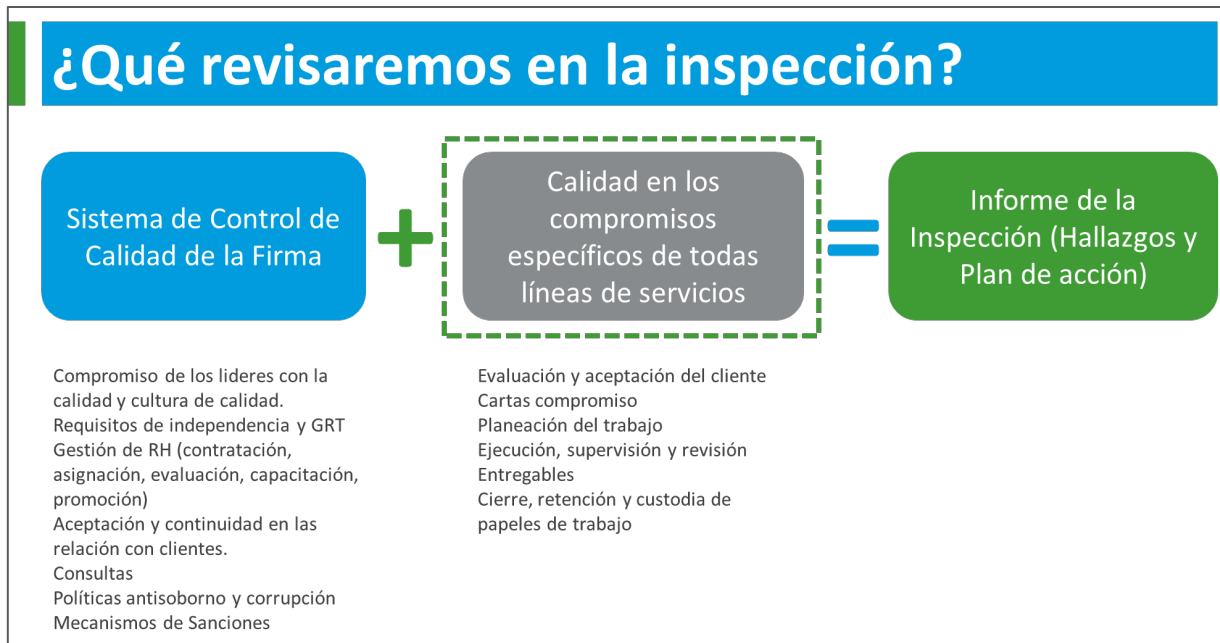 ¿Qué revisaremos en la inspección?
Sistema de Control de
Calidad de la Firma
+
Calidad en los
compromisos
específicos de todas
líneas de servicios
=
Informe de la
Inspección (Hallazgos y
Plan de acción)
Compromiso de los lideres con la
calidad y cultura de calidad.
Requisitos de independencia y GRT
Gestión de RH (contratación,
asignación, evaluación, capacitación,
promoción)
Aceptación y continuidad en las
relación con clientes.
Consultas
Políticas antisoborno y corrupción
Mecanismos de Sanciones
Evaluación y aceptación del cliente
Cartas compromiso
Planeación del trabajo
Ejecución, supervisión y revisión
Entregables
Cierre, retención y custodia de
papeles de trabajo